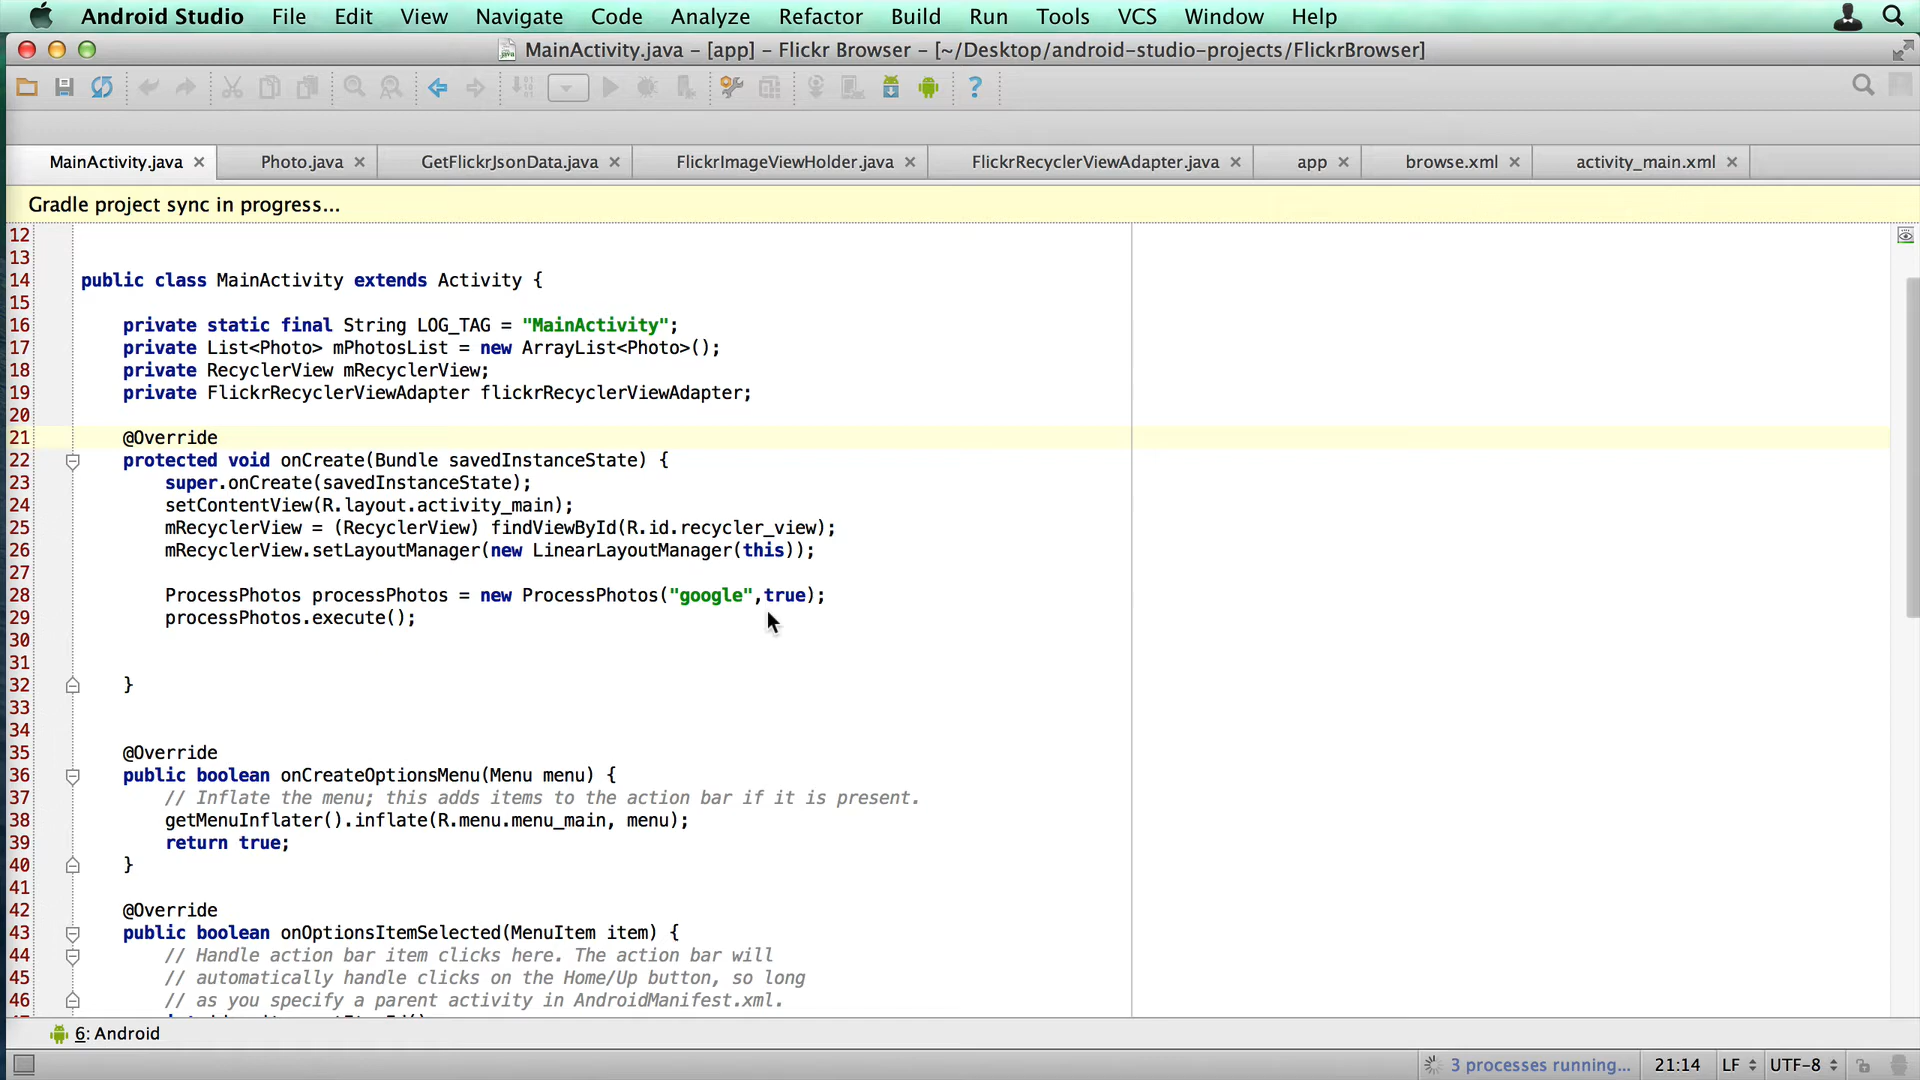 Android Studio File Edit View Navigate Code Analyze Refactor Build Run Tools VCS Window Help
MainActivity.java - [app] - Flickr Browser - [~/Desktop/android-studio-projects/FlickrBrowser]
MainActivity.java Photo.java GetFlickrJsonData.java FlickrImageViewHolder.java FlickrRecyclerViewAdapter.java app browse.xml activity_main.xml
Gradle project sync in progress...
12
13
14 public class MainActivity extends Activity {
15
16 private static final String LOG_TAG = "MainActivity";
17 private List<Photo> mPhotosList = new ArrayList<Photo>();
18 private RecyclerView mRecyclerView;
19 private FlickrRecyclerViewAdapter flickrRecyclerViewAdapter;
20
21 @Override
22 protected void onCreate(Bundle savedInstanceState) {
23 super.onCreate(savedInstanceState);
24 setContentView(R.layout.activity_main);
25 mRecyclerView = (RecyclerView) findViewById(R.id.recycler_view);
26 mRecyclerView.setLayoutManager(new LinearLayoutManager(this));
27
28 ProcessPhotos processPhotos = new ProcessPhotos("google",true);
29 processPhotos.execute();
30
31
32 }
33
34
35 @Override
36 public boolean onCreateOptionsMenu(Menu menu) {
37 // Inflate the menu; this adds items to the action bar if it is present.
38 getMenuInflater().inflate(R.menu.menu_main, menu);
39 return true;
40 }
41
42 @Override
43 public boolean onOptionsItemSelected(MenuItem item) {
44 // Handle action bar item clicks here. The action bar will
45 // automatically handle clicks on the Home/Up button, so long
46 // as you specify a parent activity in AndroidManifest.xml.
6: Android
3 processes running... 21:14 LF UTF-8